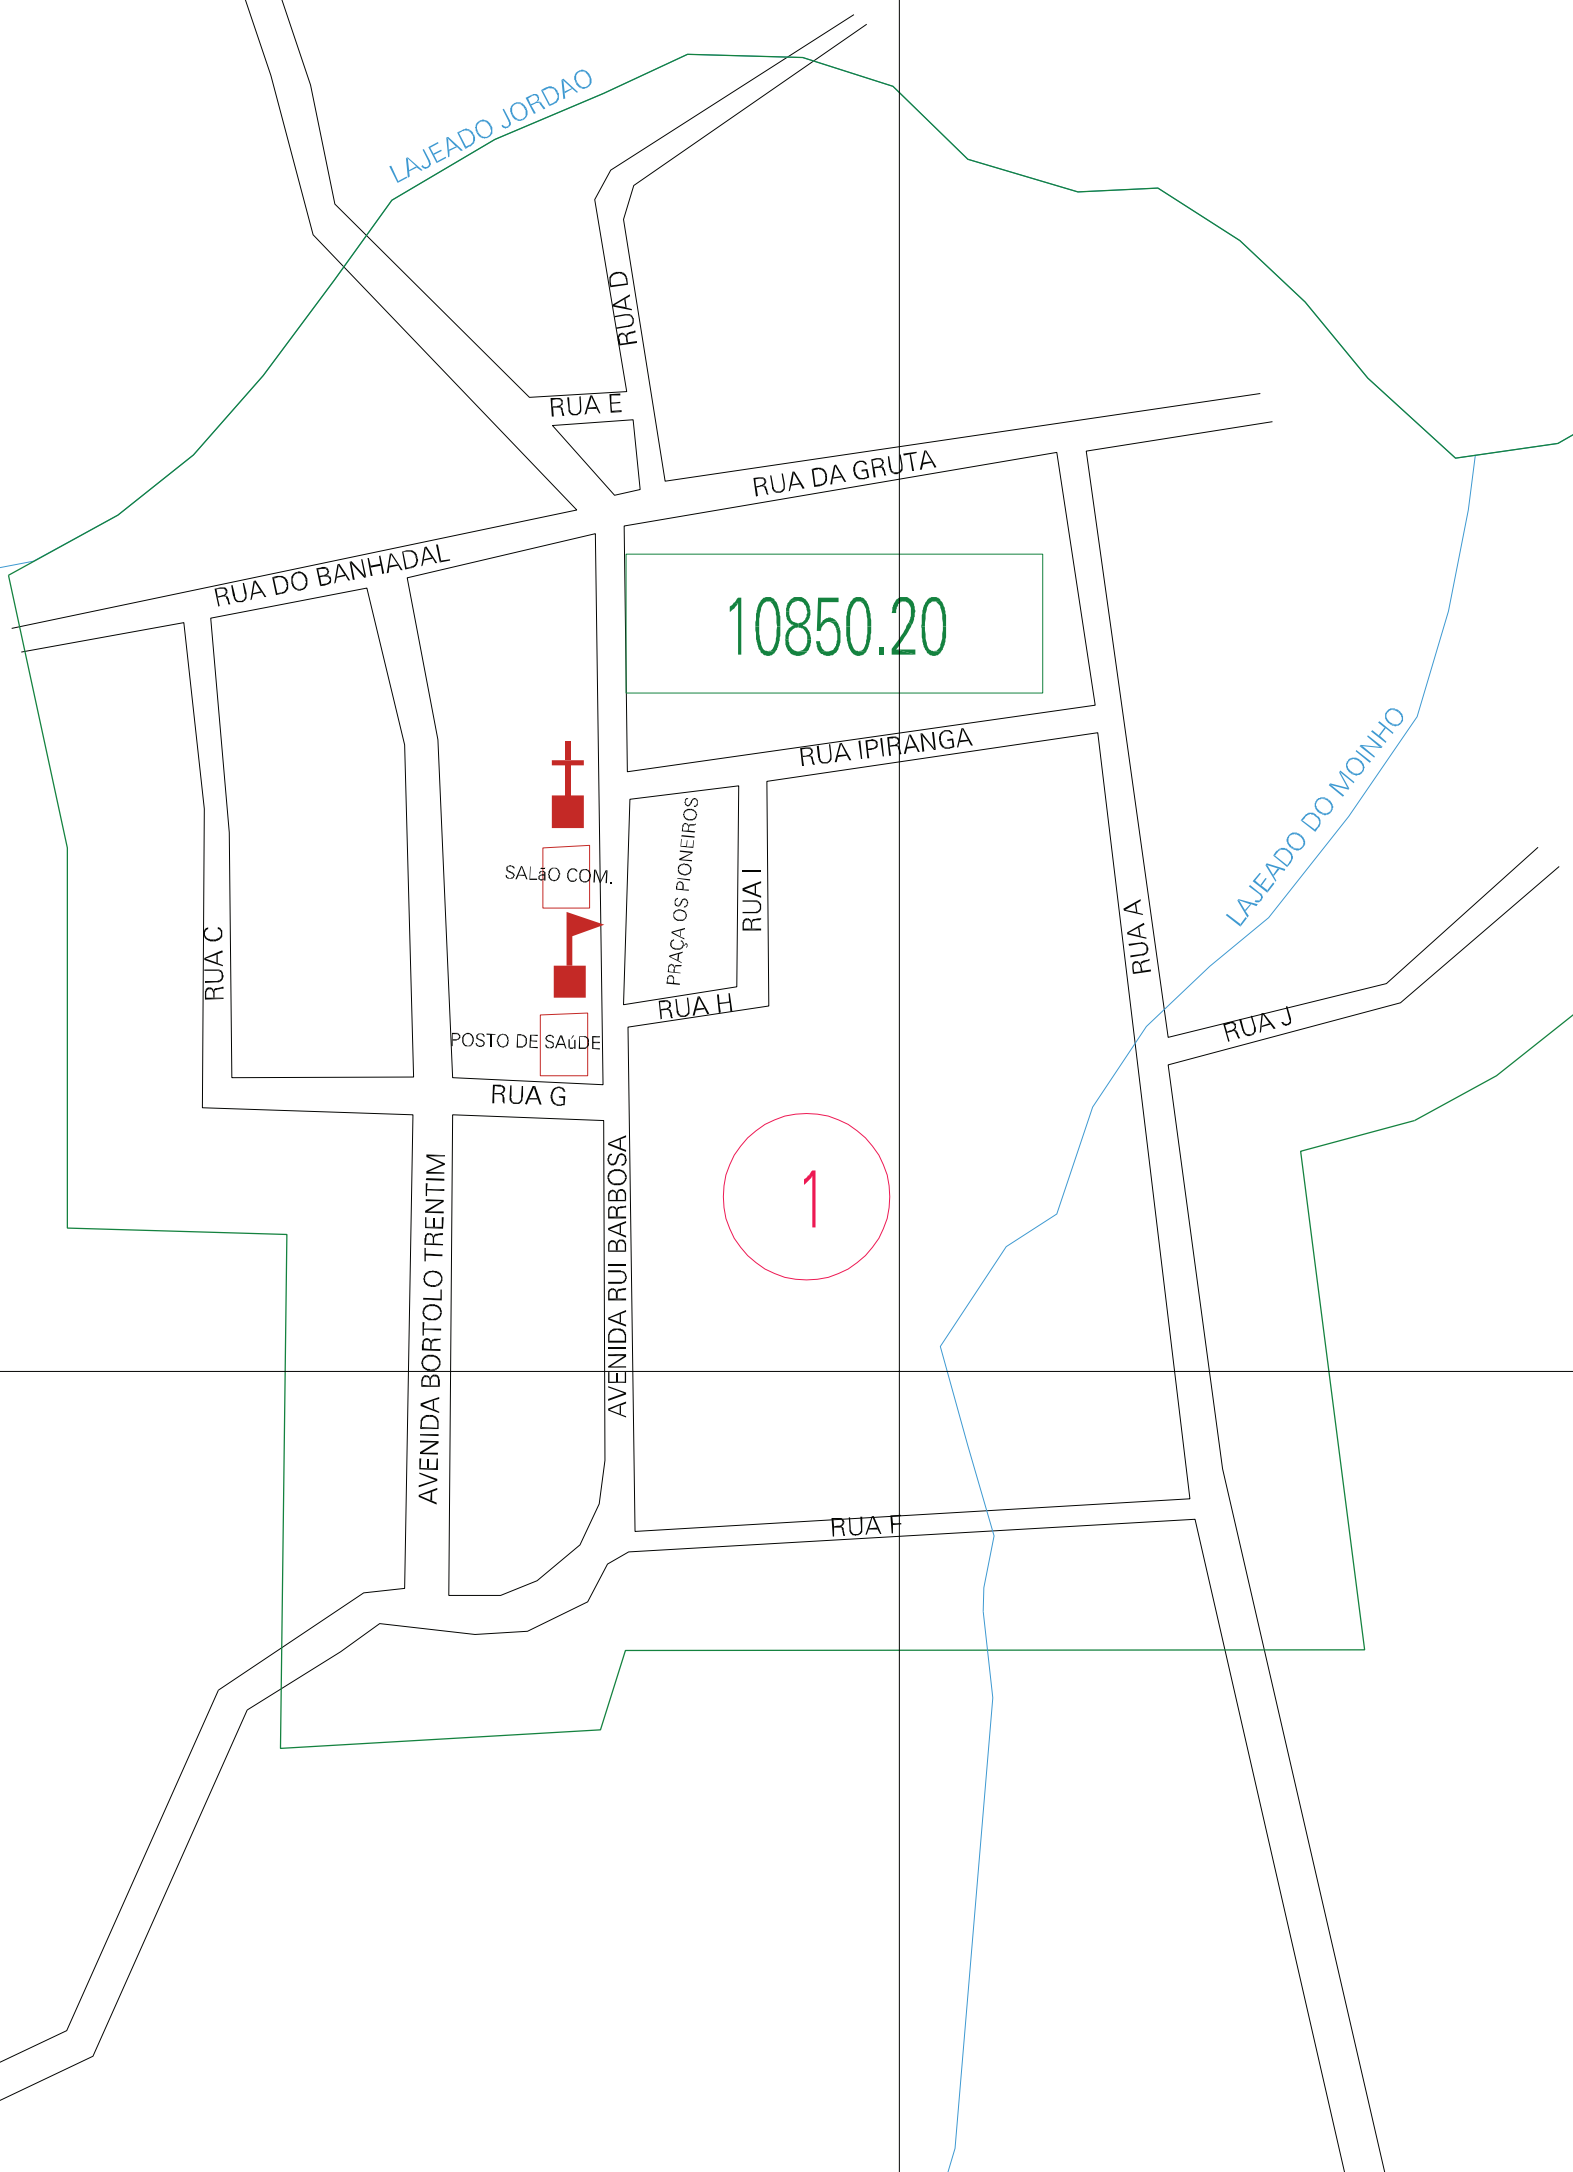 LAJEADO JORDAO
RUA D
RUA E
RUA DA GRUTA
RUA DO BANHADAL
10850.20
RUA IPIRANGA
LAJEADO DO MOINHO
PRAÇA OS PIONEIROS
SALãO COM.
RUA I
RUA A
RUA C
RUA H
RUA J
POSTO DE SAúDE
RUA G
1
AVENIDA BORTOLO TRENTIM
AVENIDA RUI BARBOSA
RUA F